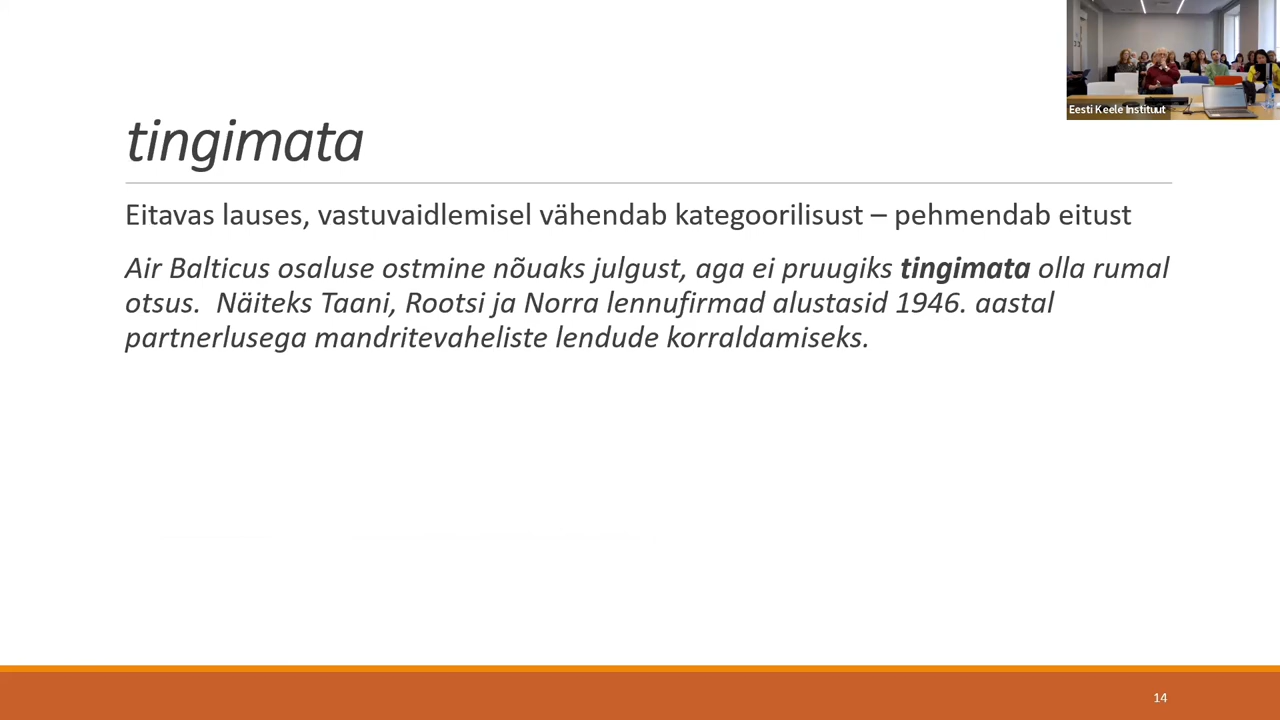 Eesti Keele Instituut
tingimata
Eitavas lauses, vastuvaidlemisel vähendab kategoorilisust – pehmendab eitust
Air Balticus osaluse ostmine nõuaks julgust, aga ei pruugiks tingimata olla rumal
otsus.  Näiteks Taani, Rootsi ja Norra lennufirmad alustasid 1946. aastal
partnerlusega mandritevaheliste lendude korraldamiseks.
14